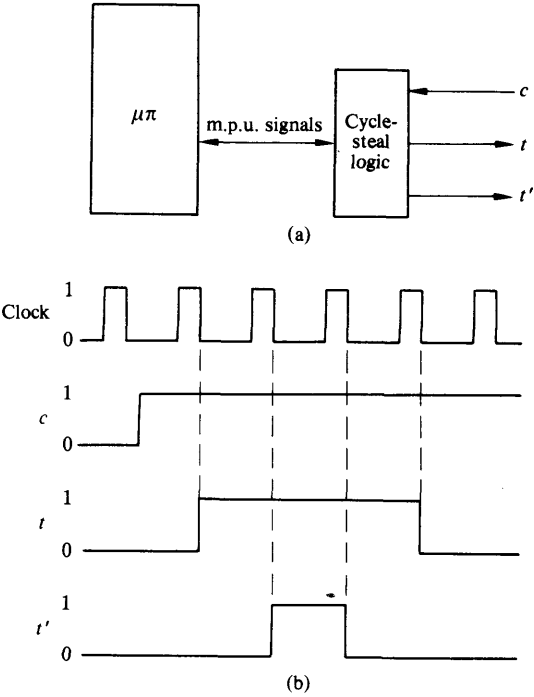 μπ
m.p.u. signals
Cycle-
steal
logic
c
t
t′
(a)
Clock
1
0
c
1
0
t
1
0
t′
1
0
(b)